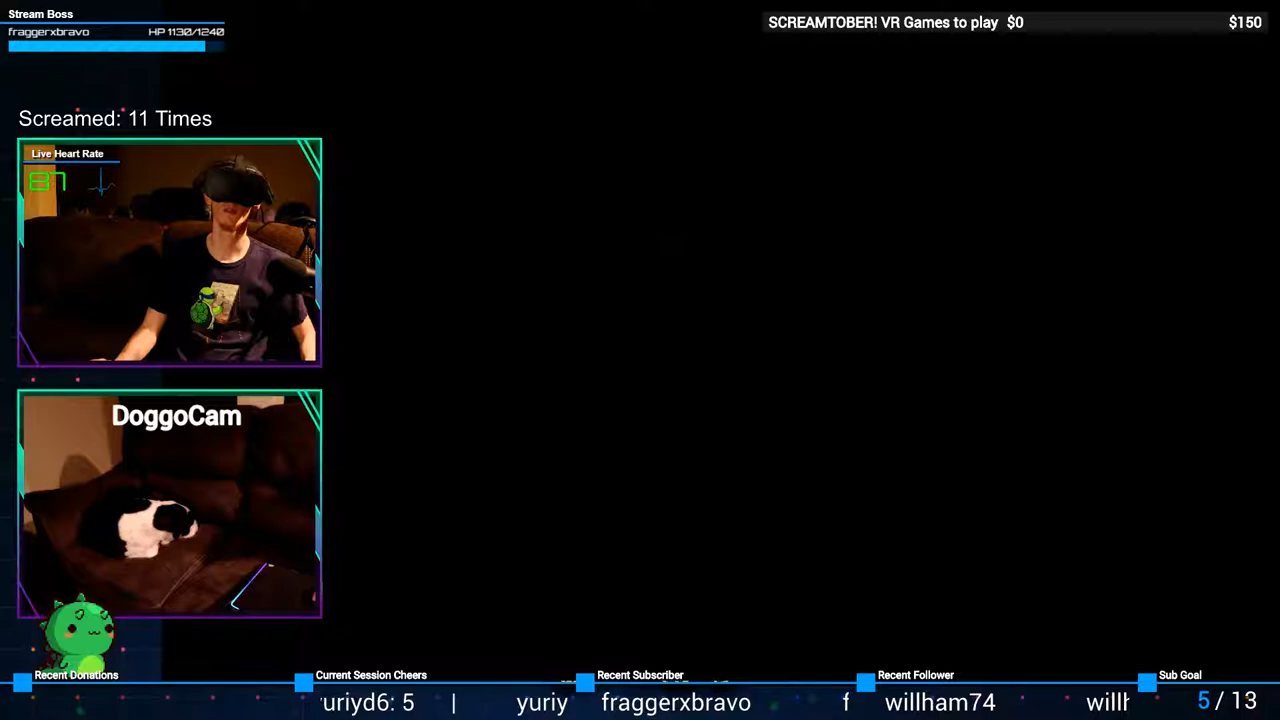 Stream Boss
fraggerxbravo HP 1130/1240
SCREAMTOBER! VR Games to play $0 $150
Screamed: 11 Times
Live Heart Rate
87
DoggoCam
Recent Donations Current Session Cheers Recent Subscriber Recent Follower Sub Goal
uriyd6: 5 | yuriy fraggerxbravo f willham74 willh 5 / 13